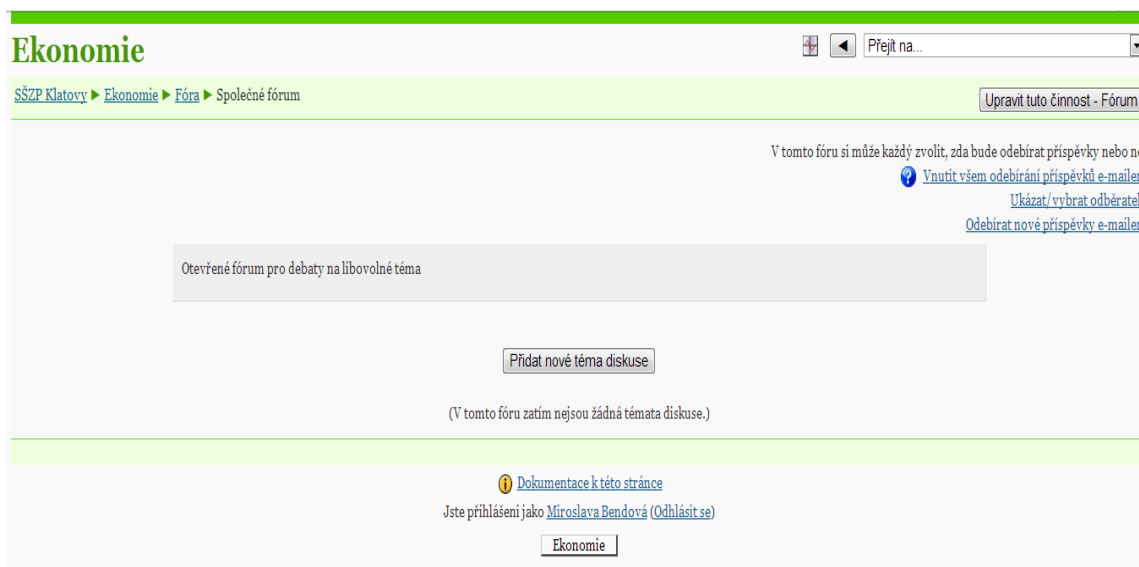 Ekonomie
Přejít na...
SŠZP Klatovy ▶ Ekonomie ▶ Fóra ▶ Společné fórum
Upravit tuto činnost - Fórum
V tomto fóru si může každý zvolit, zda bude odebírat příspěvky nebo ne
Vnutit všem odebírání příspěvků e-mailem
Ukázat/vybrat odběratel
Odebírat nové příspěvky e-mailem
Otevřené fórum pro debaty na libovolné téma
Přidat nové téma diskuse
(V tomto fóru zatím nejsou žádná témata diskuse.)
Dokumentace k této stránce
Jste přihlášeni jako Miroslava Bendová (Odhlásit se)
Ekonomie